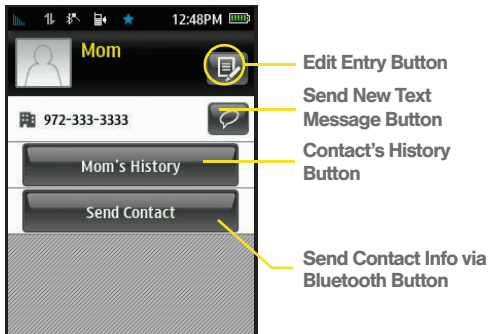 12:48PM
Mom
Edit Entry Button
Send New Text
Message Button
972-333-3333
Contact's History
Button
Mom's History
Send Contact
Send Contact Info via
Bluetooth Button